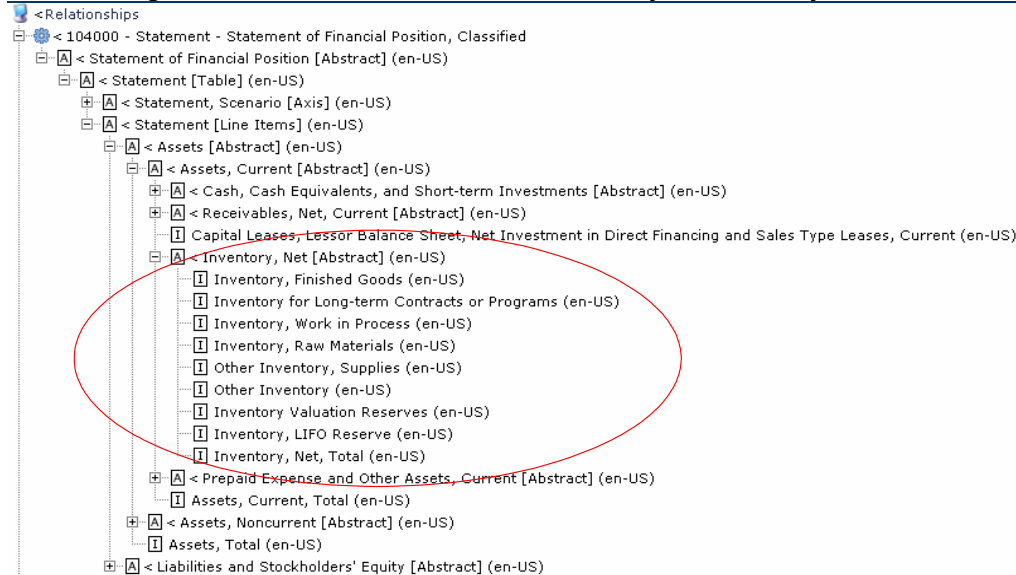 <Relationships
< 104000 - Statement - Statement of Financial Position, Classified
A < Statement of Financial Position [Abstract] (en-US)
A < Statement [Table] (en-US)
A < Statement, Scenario [Axis] (en-US)
A < Statement [Line Items] (en-US)
A < Assets [Abstract] (en-US)
A < Assets, Current [Abstract] (en-US)
A < Cash, Cash Equivalents, and Short-term Investments [Abstract] (en-US)
A < Receivables, Net, Current [Abstract] (en-US)
I Capital Leases, Lessor Balance Sheet, Net Investment in Direct Financing and Sales Type Leases, Current (en-US)
A < Inventory, Net [Abstract] (en-US)
I Inventory, Finished Goods (en-US)
I Inventory for Long-term Contracts or Programs (en-US)
I Inventory, Work in Process (en-US)
I Inventory, Raw Materials (en-US)
I Other Inventory, Supplies (en-US)
I Other Inventory (en-US)
I Inventory Valuation Reserves (en-US)
I Inventory, LIFO Reserve (en-US)
I Inventory, Net, Total (en-US)
A < Prepaid Expense and Other Assets, Current [Abstract] (en-US)
I Assets, Current, Total (en-US)
A < Assets, Noncurrent [Abstract] (en-US)
I Assets, Total (en-US)
A < Liabilities and Stockholders' Equity [Abstract] (en-US)